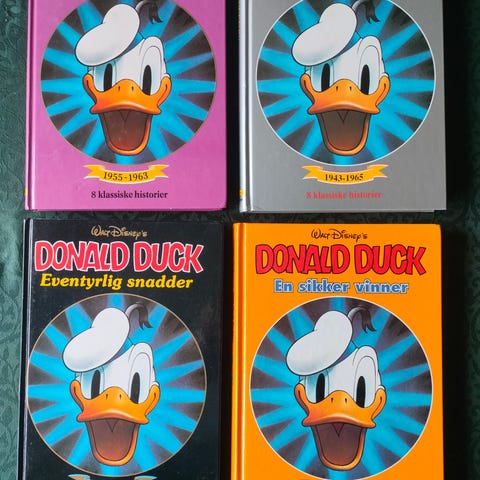 1955-1963
8 klassiske historier
1943-1965
8 klassiske historier
WALT DISNEY'S
DONALD DUCK
Eventyrlig snadder
WALT DISNEY'S
DONALD DUCK
En sikker vinner